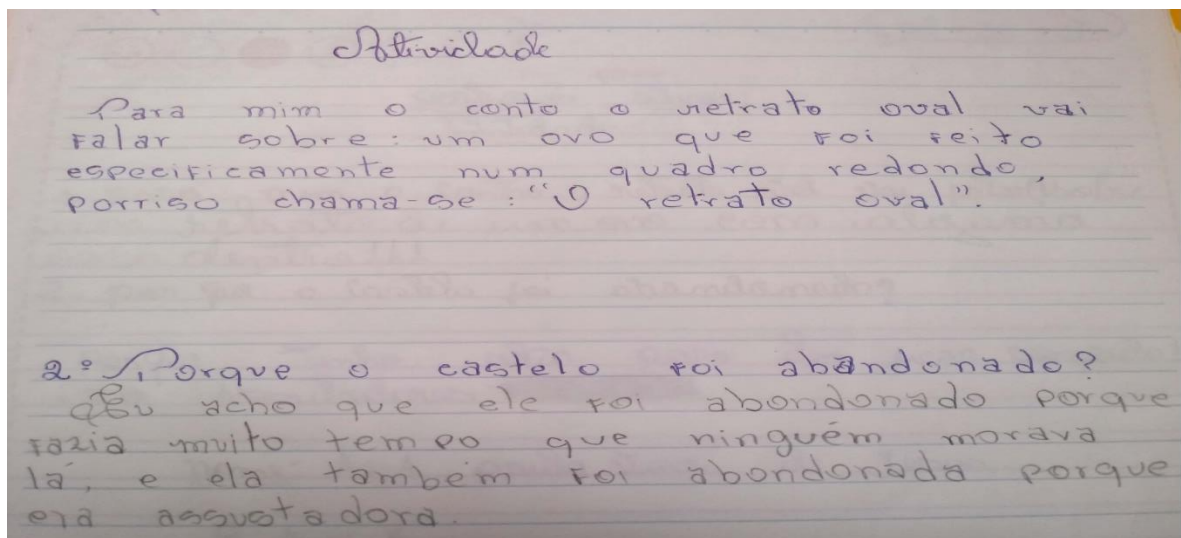 Atividade
Para mim o conto o retrato oval vai
falar sobre: um ovo que foi feito
especificamente num quadro redondo,
porriso chama-se: "O retrato oval".
2º Porque o castelo foi abandonado?
Eu acho que ele foi abondonado porque
fazia muito tempo que ninguém morava
lá, e ela também foi abondonada porque
era assustadora.